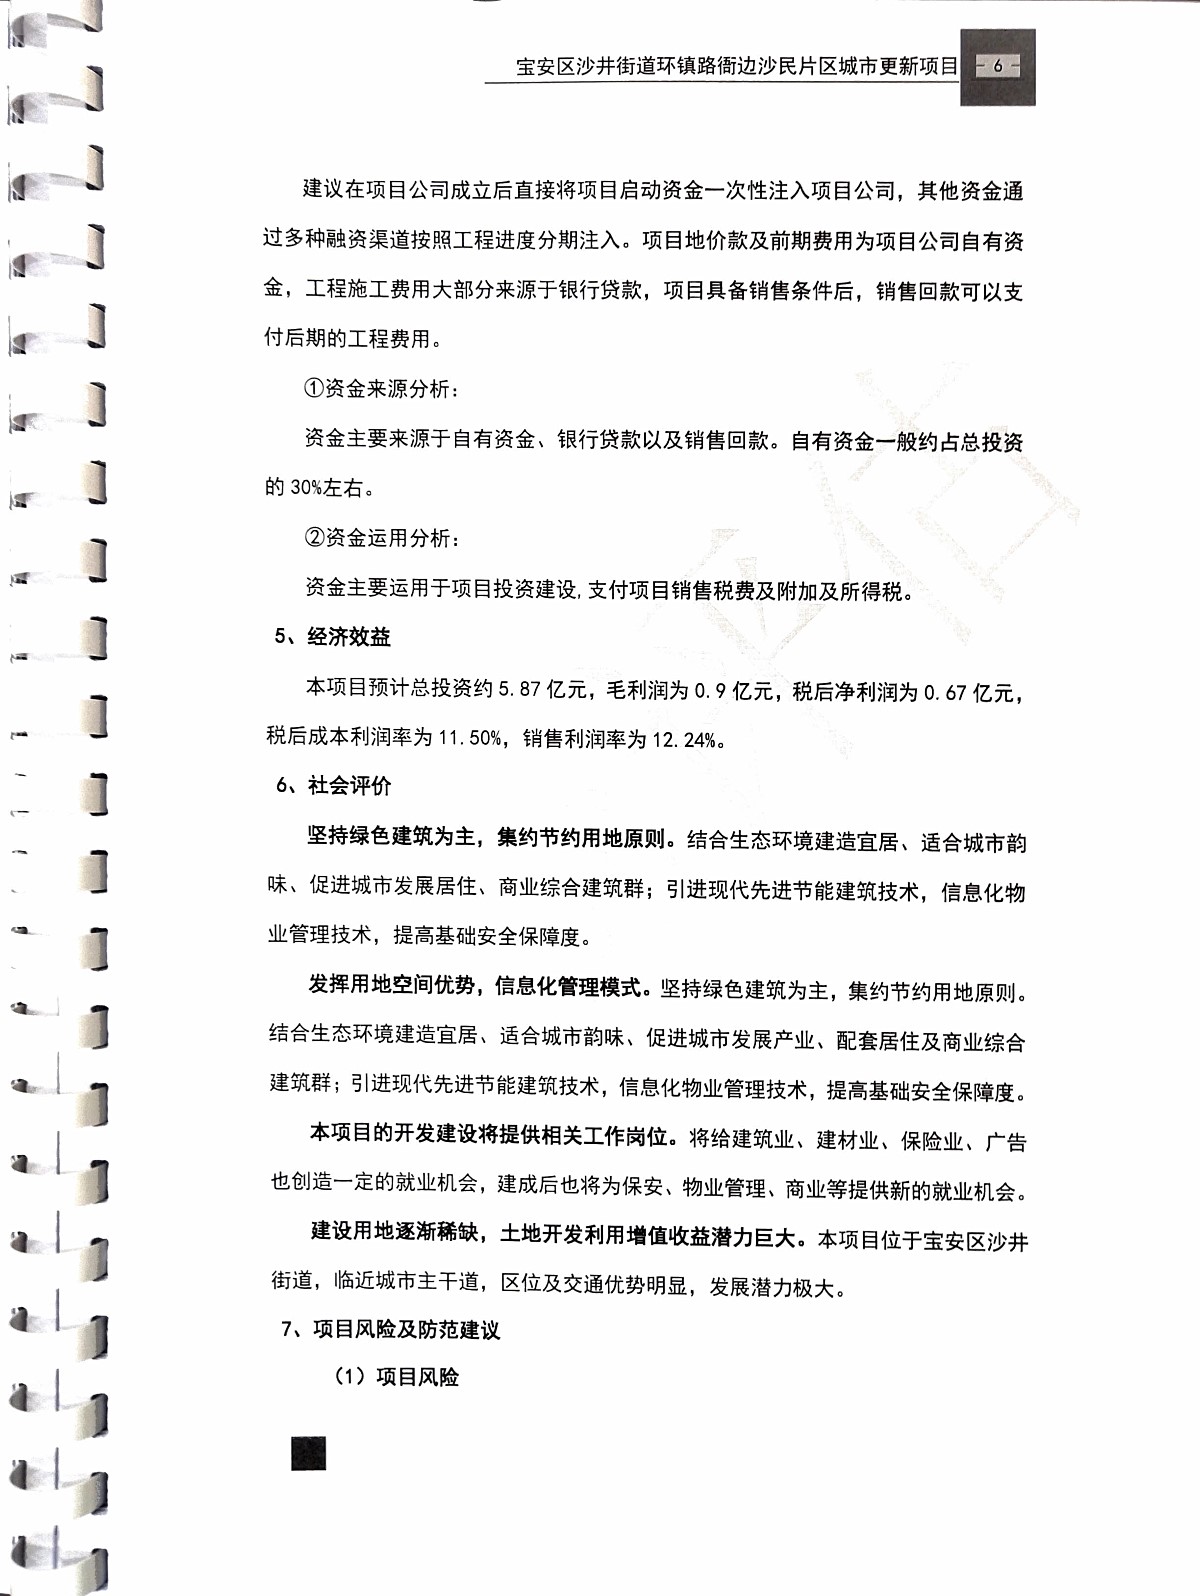 宝安区沙井街道环镇路衙边沙民片区城市更新项目
- 6 -
建议在项目公司成立后直接将项目启动资金一次性注入项目公司，其他资金通
过多种融资渠道按照工程进度分期注入。项目地价款及前期费用为项目公司自有资
金，工程施工费用大部分来源于银行贷款，项目具备销售条件后，销售回款可以支
付后期的工程费用。
①资金来源分析：
资金主要来源于自有资金、银行贷款以及销售回款。自有资金一般约占总投资
的 30%左右。
②资金运用分析：
资金主要运用于项目投资建设,支付项目销售税费及附加及所得税。
5、经济效益
本项目预计总投资约 5.87 亿元，毛利润为 0.9 亿元，税后净利润为 0.67 亿元，
税后成本利润率为 11.50%，销售利润率为 12.24%。
6、社会评价
坚持绿色建筑为主，集约节约用地原则。结合生态环境建造宜居、适合城市韵
味、促进城市发展居住、商业综合建筑群；引进现代先进节能建筑技术，信息化物
业管理技术，提高基础安全保障度。
发挥用地空间优势，信息化管理模式。坚持绿色建筑为主，集约节约用地原则。
结合生态环境建造宜居、适合城市韵味、促进城市发展产业、配套居住及商业综合
建筑群；引进现代先进节能建筑技术，信息化物业管理技术，提高基础安全保障度。
本项目的开发建设将提供相关工作岗位。将给建筑业、建材业、保险业、广告
也创造一定的就业机会，建成后也将为保安、物业管理、商业等提供新的就业机会。
建设用地逐渐稀缺，土地开发利用增值收益潜力巨大。本项目位于宝安区沙井
街道，临近城市主干道，区位及交通优势明显，发展潜力极大。
7、项目风险及防范建议
（1）项目风险